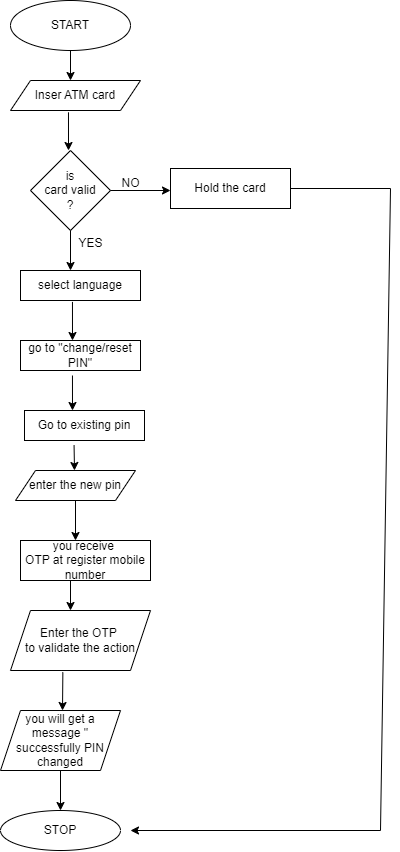 START
Inser ATM card
is
card valid
?
NO
Hold the card
YES
select language
go to "change/reset
PIN"
Go to existing pin
enter the new pin
you receive
OTP at register mobile
number
Enter the OTP
to validate the action
you will get a
message "
successfully PIN
changed
STOP